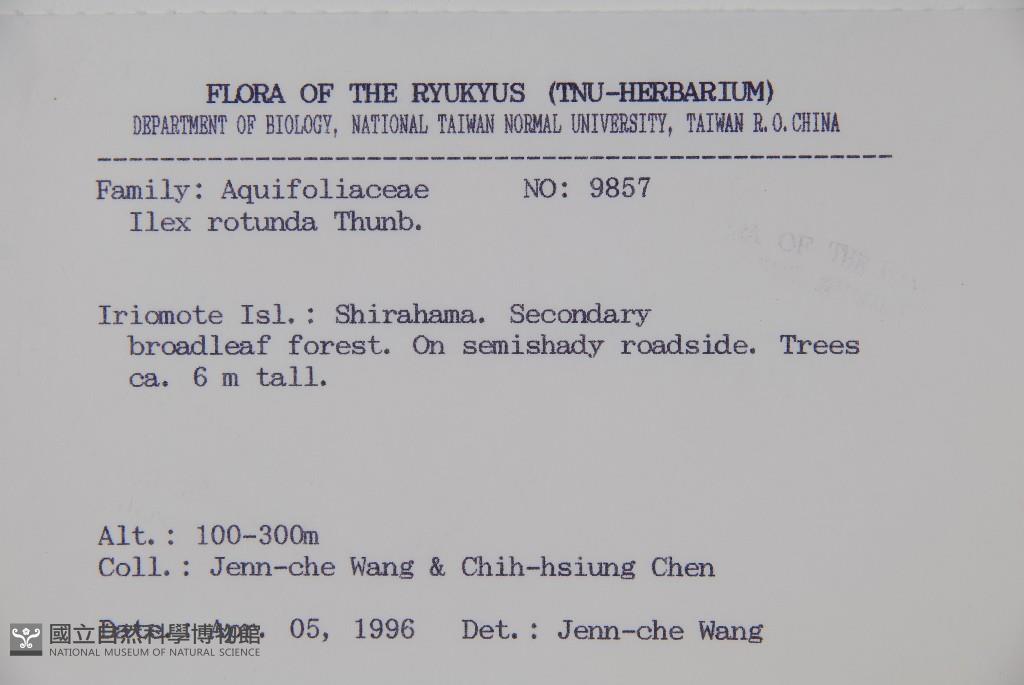 FLORA OF THE RYUKYUS (TNU-HERBARIUM)
DEPARTMENT OF BIOLOGY, NATIONAL TAIWAN NORMAL UNIVERSITY, TAIWAN R.O.CHINA
Family: Aquifoliaceae NO: 9857
Ilex rotunda Thunb.
Iriomote Isl.: Shirahama. Secondary
broadleaf forest. On semishady roadside. Trees
ca. 6 m tall.
Alt.: 100-300m
Coll.: Jenn-che Wang & Chih-hsiung Chen
Date.: Apr. 05, 1996 Det.: Jenn-che Wang
國立自然科學博物館
NATIONAL MUSEUM OF NATURAL SCIENCE